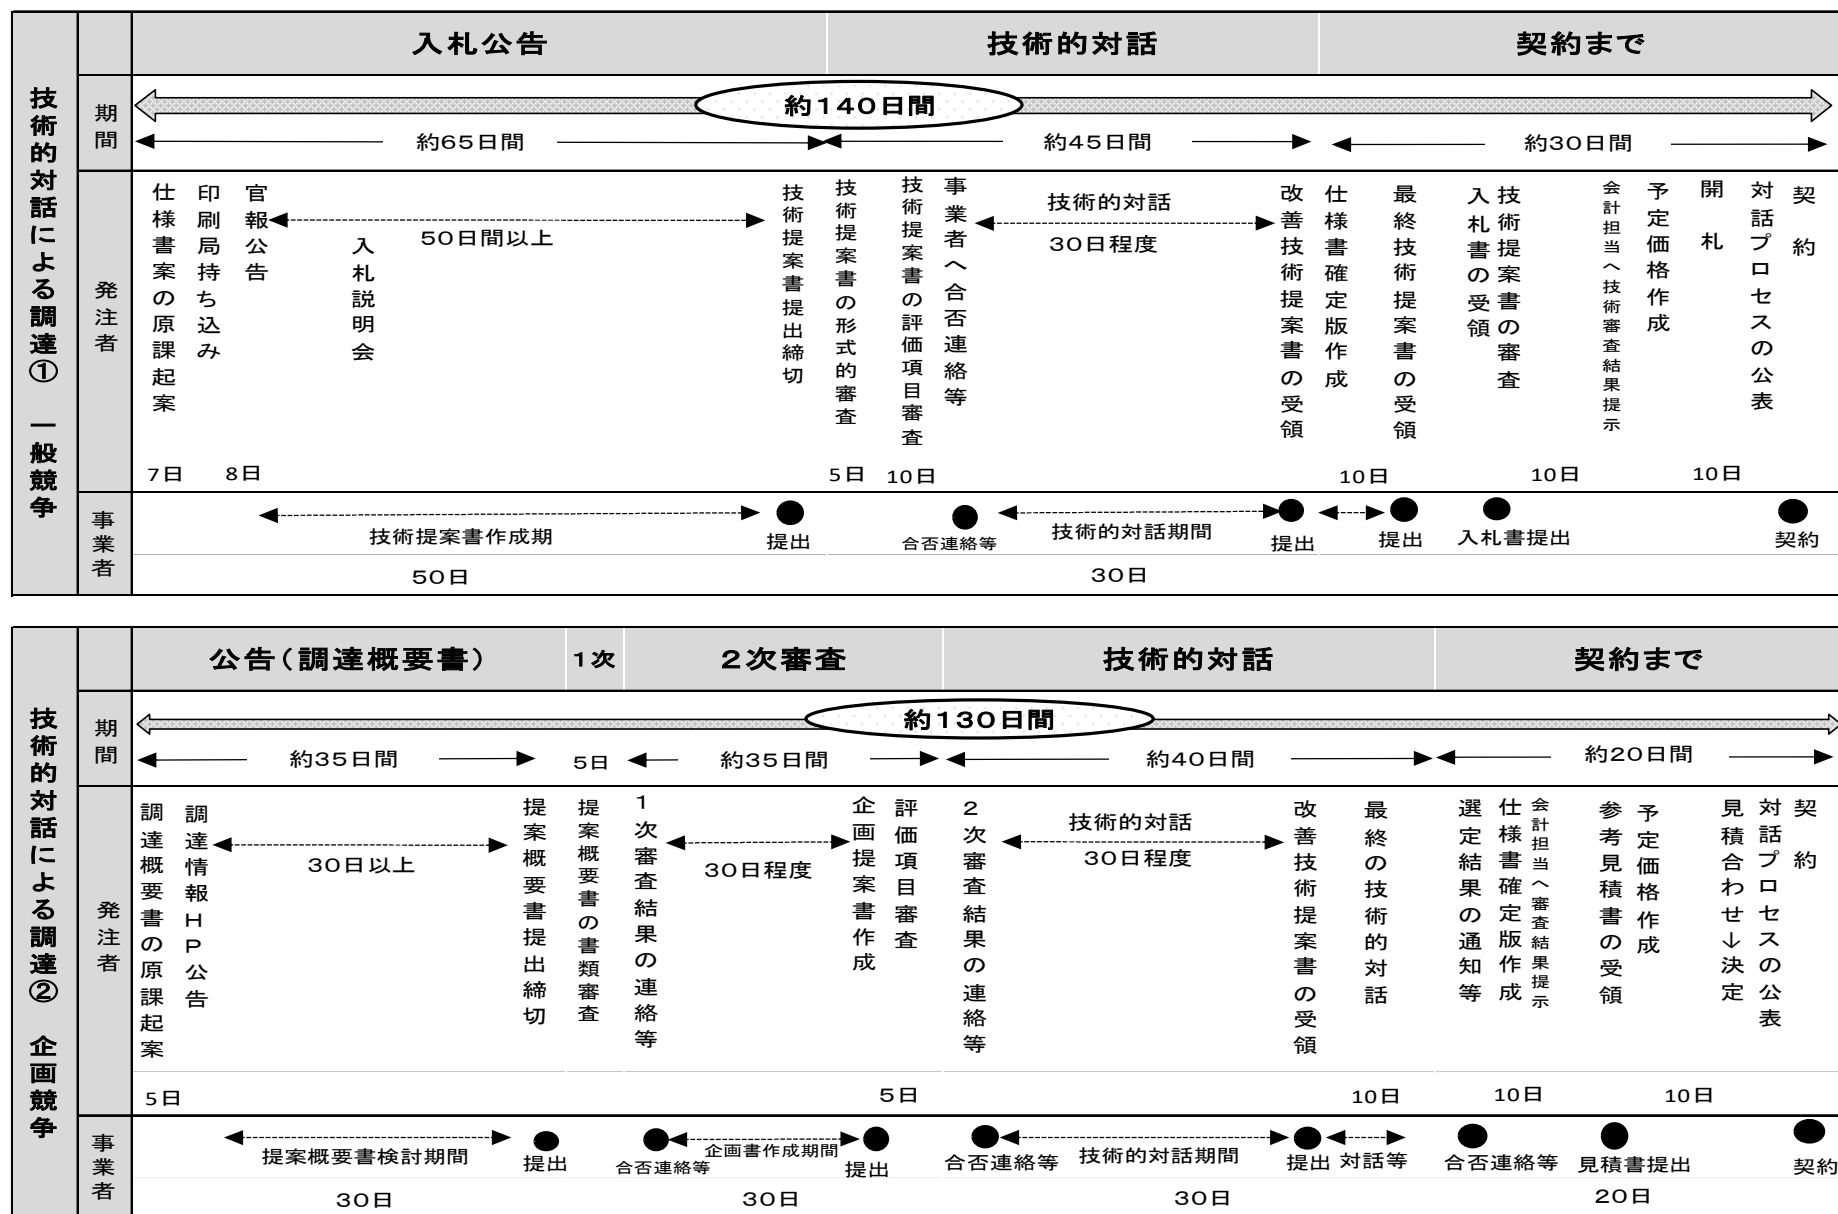 技術的対話による調達① 一般競争
入札公告
技術的対話
契約まで
期間
約140日間
約65日間
約45日間
約30日間
発注者
仕様書案の原課起案
印刷局持ち込み
官報公告
50日間以上
入札説明会
技術提案書提出締切
技術提案書の形式的審査
技術提案書の評価項目審査
事業者へ合否連絡等
技術的対話
30日程度
改善技術提案書の受領
仕様書確定版作成
最終技術提案書の受領
入札書の受領
技術提案書の審査
会計担当へ技術審査結果提示
予定価格作成
開札
対話プロセスの公表
契約
7日
8日
5日
10日
10日
10日
10日
事業者
技術提案書作成期
提出
合否連絡等
技術的対話期間
提出
提出
入札書提出
契約
50日
30日
技術的対話による調達② 企画競争
公告(調達概要書)
1次
2次審査
技術的対話
契約まで
期間
約130日間
約35日間
5日
約35日間
約40日間
約20日間
発注者
調達概要書の原課起案
調達情報HP公告
30日以上
提案概要書提出締切
提案概要書の書類審査
1次審査結果の連絡等
30日程度
企画提案書作成
評価項目審査
2次審査結果の連絡等
技術的対話
30日程度
改善技術提案書の受領
最終の技術的対話
選定結果の通知等
仕様書確定版作成
会計担当へ審査結果提示
参考見積書の受領
予定価格作成
見積合わせ→決定
対話プロセスの公表
契約
5日
5日
10日
10日
10日
事業者
提案概要書検討期間
提出
合否連絡等
企画書作成期間
提出
合否連絡等
技術的対話期間
提出
対話等
合否連絡等
見積書提出
契約
30日
30日
30日
20日